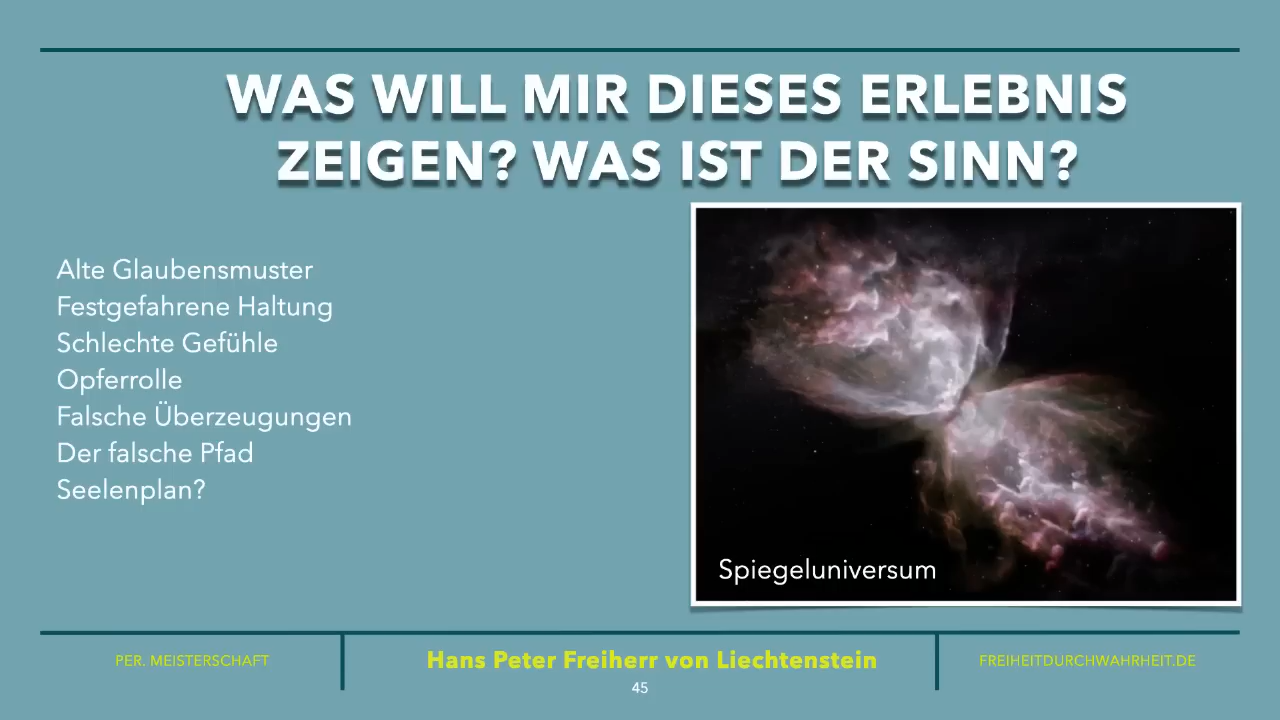 WAS WILL MIR DIESES ERLEBNIS
ZEIGEN? WAS IST DER SINN?
Alte Glaubensmuster
Festgefahrene Haltung
Schlechte Gefühle
Opferrolle
Falsche Überzeugungen
Der falsche Pfad
Seelenplan?
Spiegeluniversum
PER. MEISTERSCHAFT
Hans Peter Freiherr von Liechtenstein
FREIHEITDURCHWAHRHEIT.DE
45